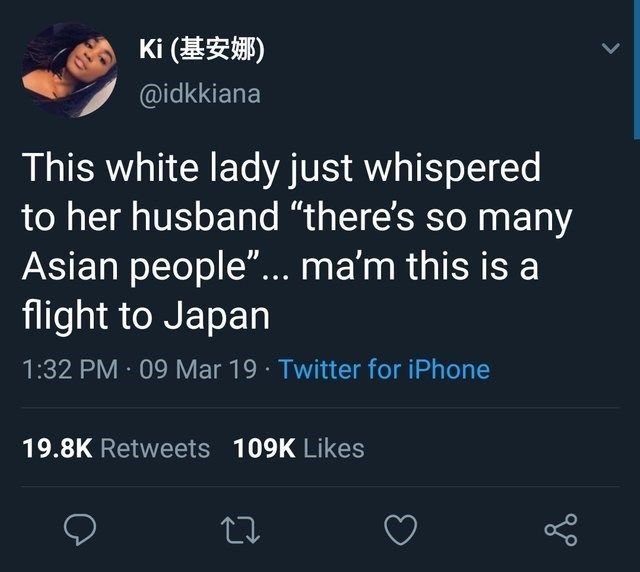 Ki (基安娜)
@idkkiana
This white lady just whispered
to her husband “there’s so many
Asian people”... ma’m this is a
flight to Japan
1:32 PM · 09 Mar 19 · Twitter for iPhone
19.8K Retweets 109K Likes